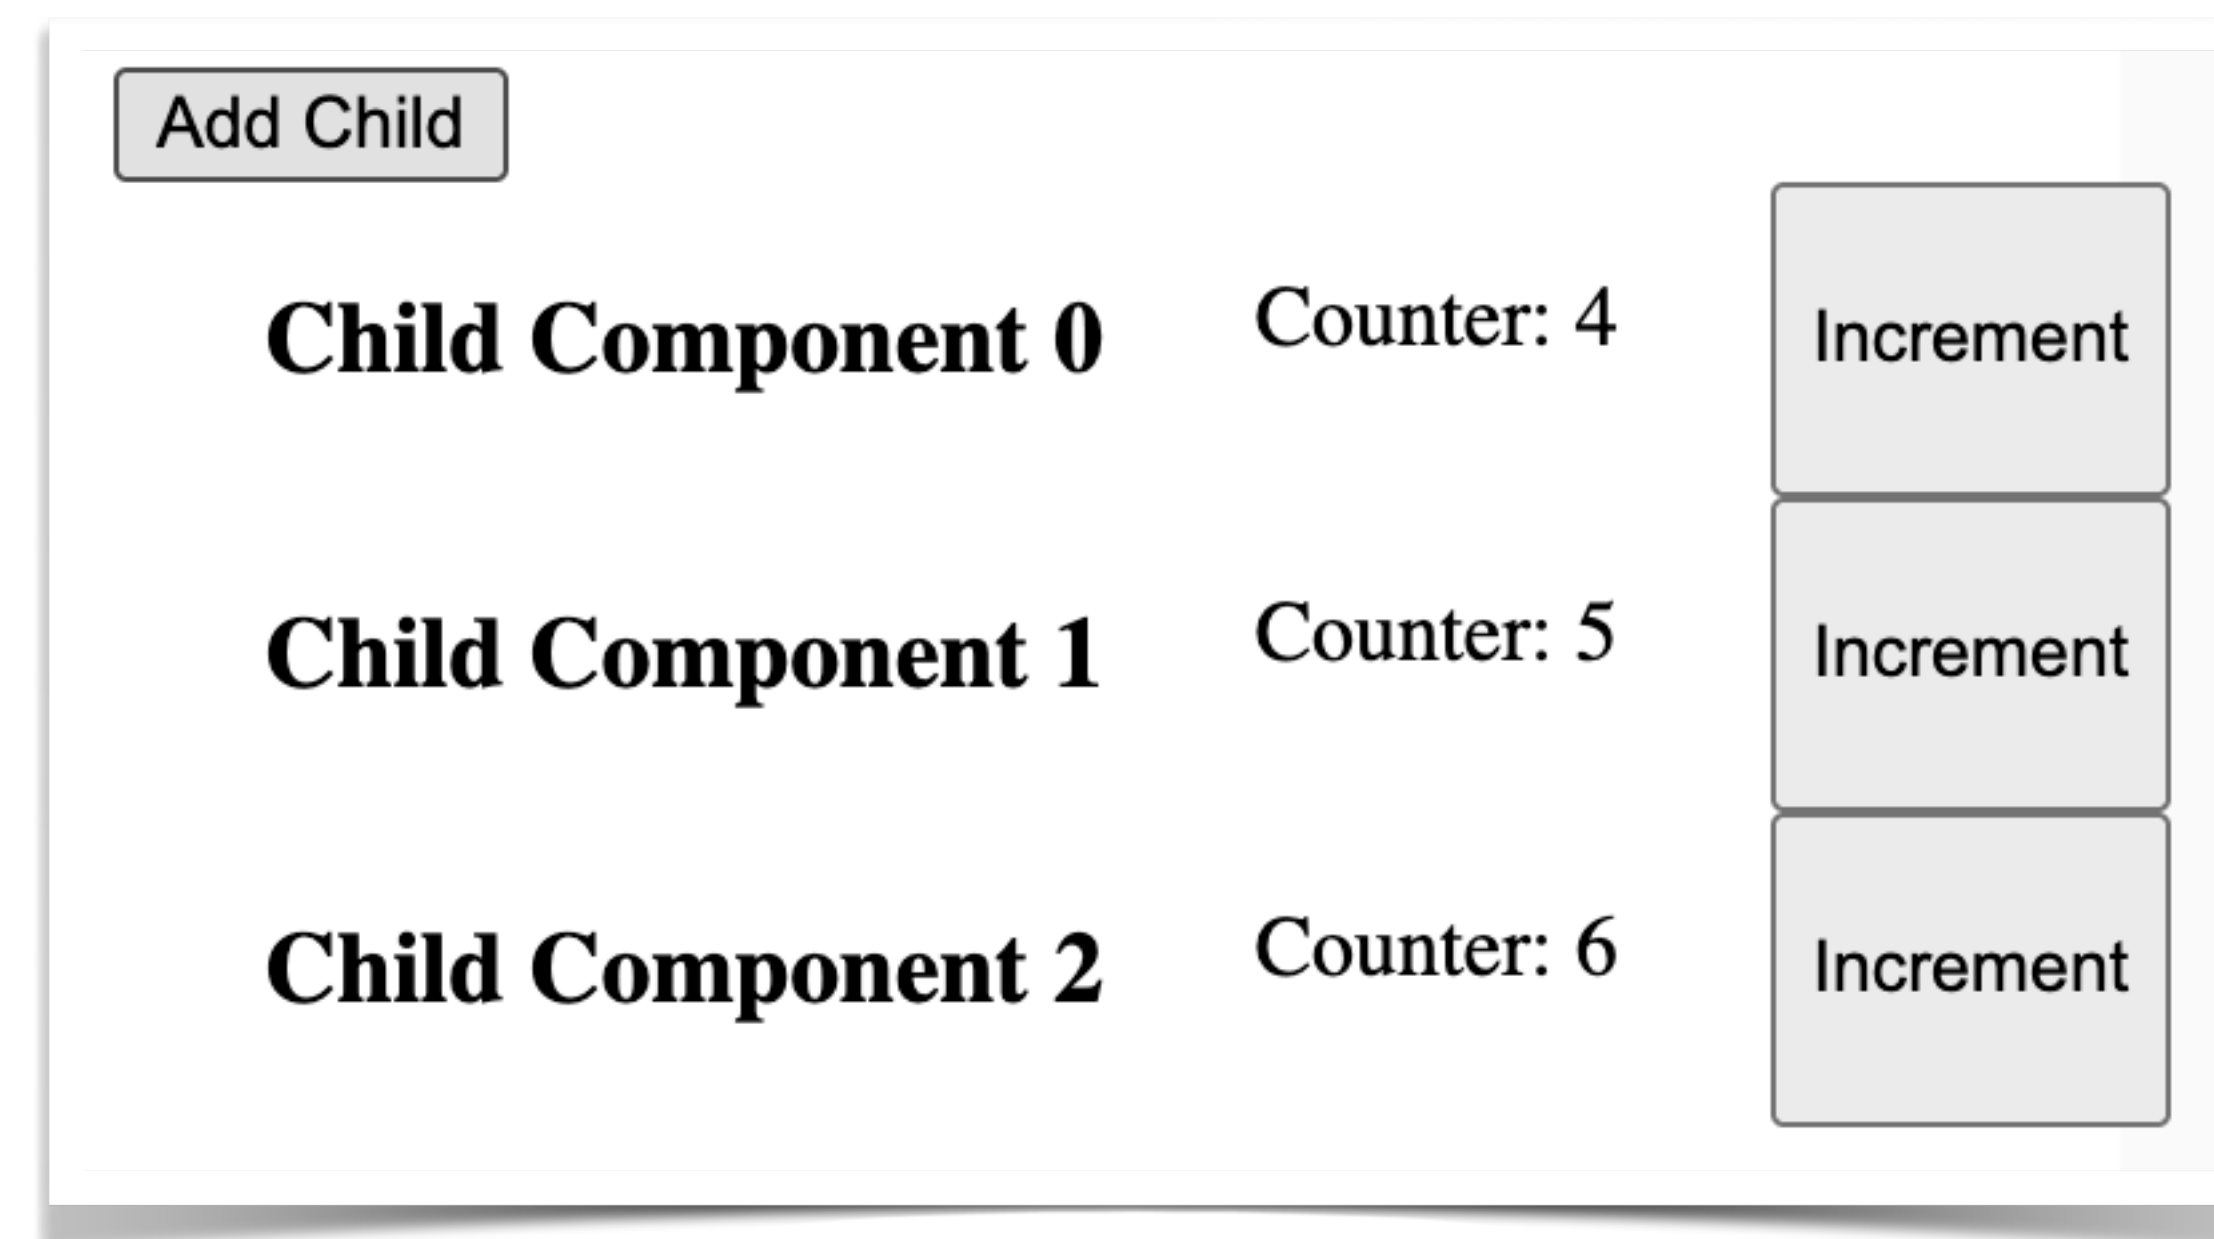 Add Child
Child Component 0 Counter: 4 Increment
Child Component 1 Counter: 5 Increment
Child Component 2 Counter: 6 Increment